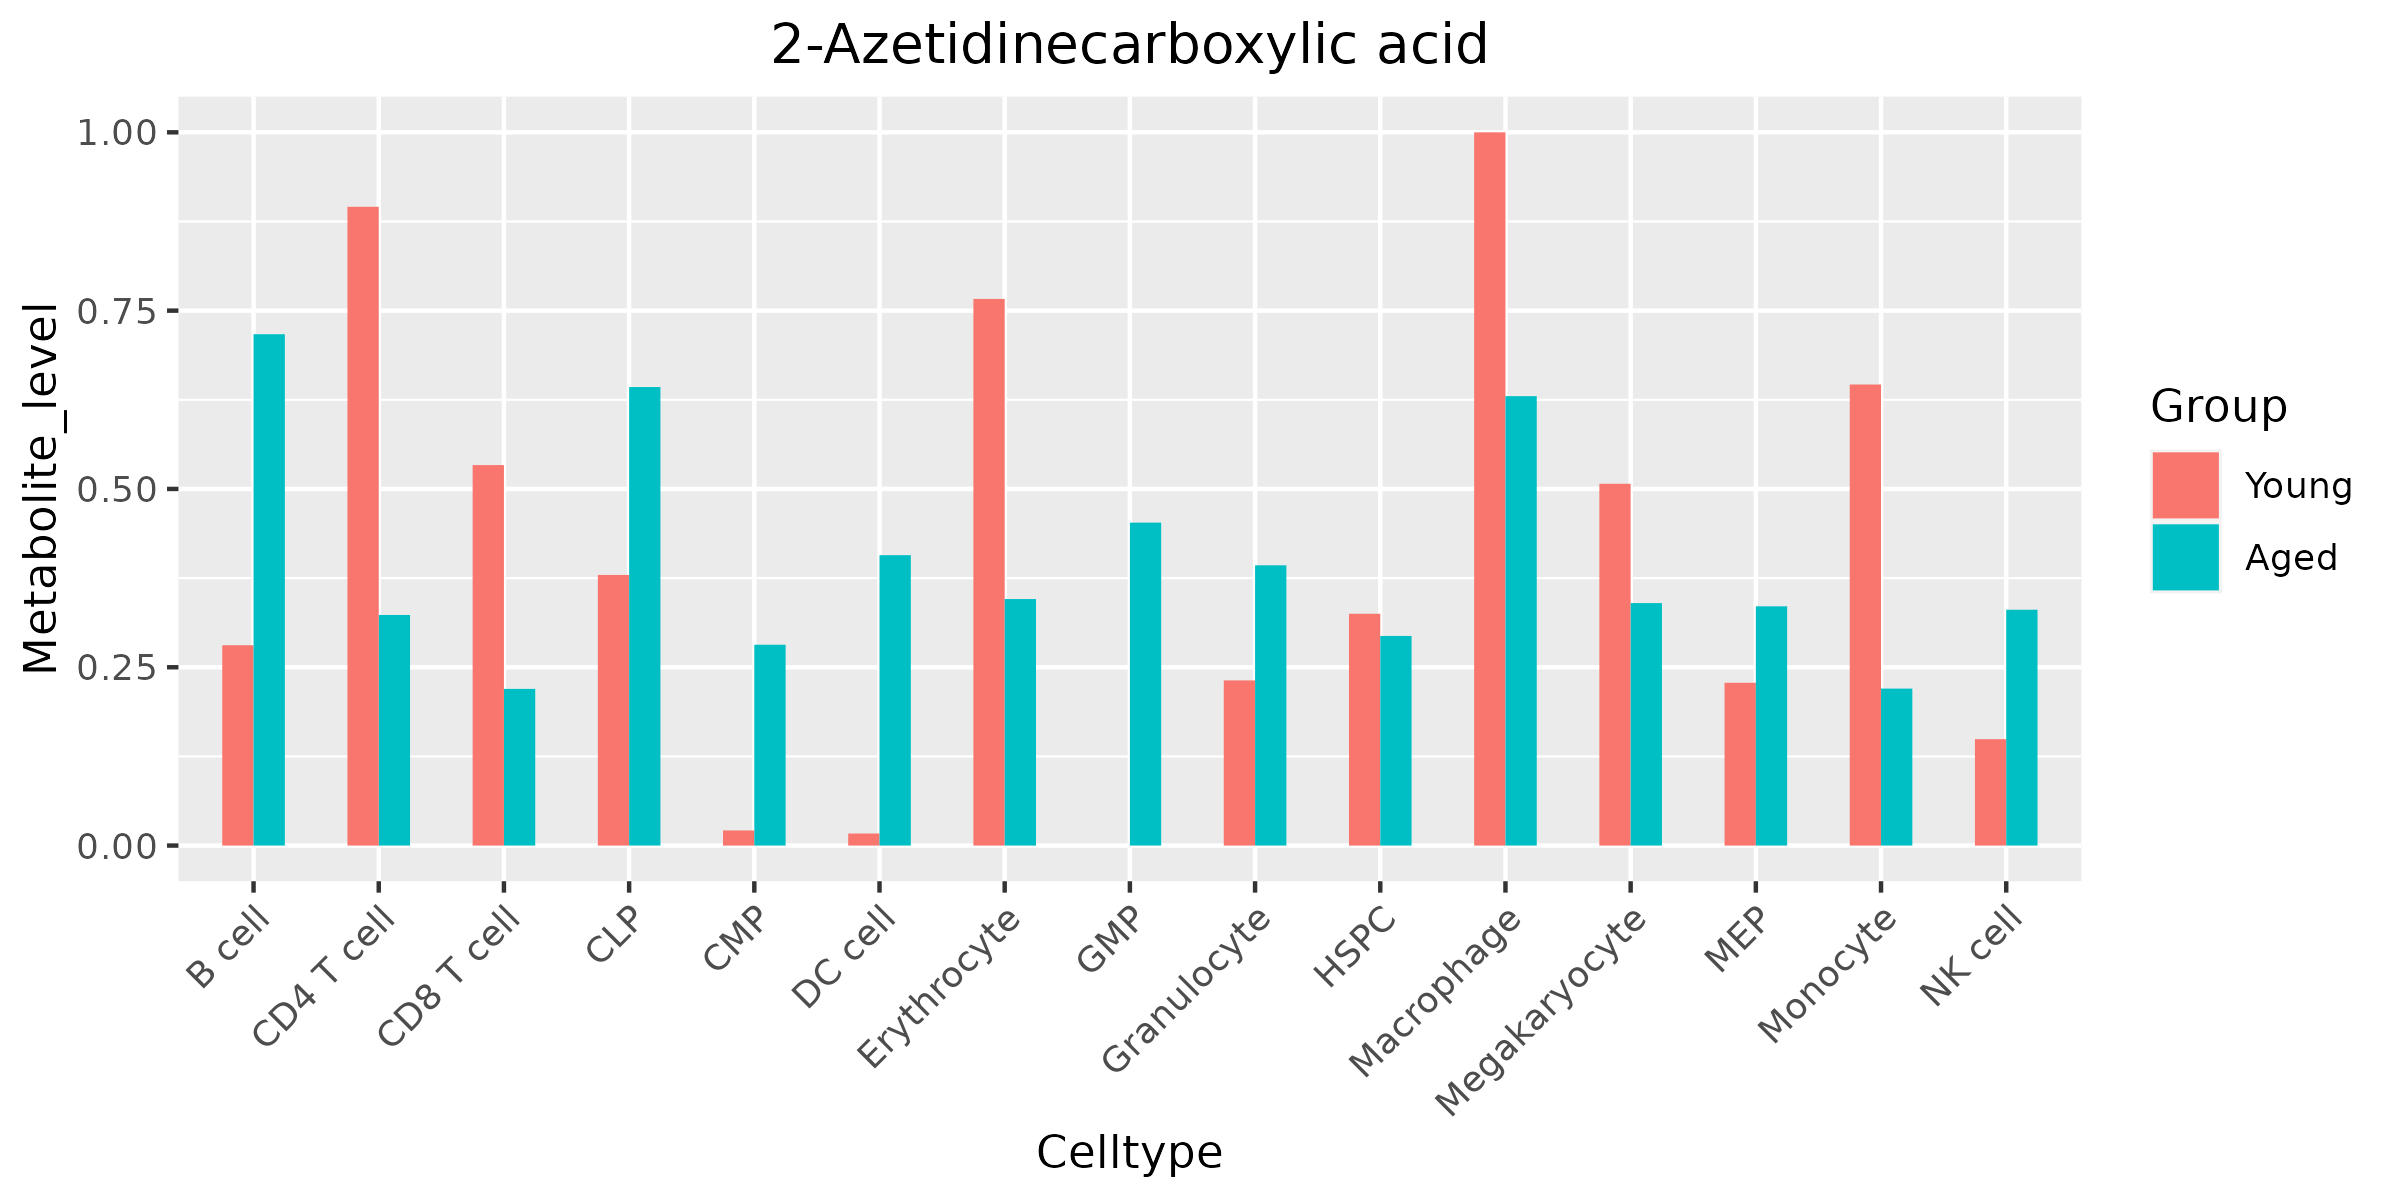 2-Azetidinecarboxylic acid
Metabolite_level
1.00
0.75
0.50
0.25
0.00
B cell
CD4 T cell
CD8 T cell
CLP
CMP
DC cell
Erythrocyte
GMP
Granulocyte
HSPC
Macrophage
Megakaryocyte
MEP
Monocyte
NK cell
Celltype
Group
Young
Aged